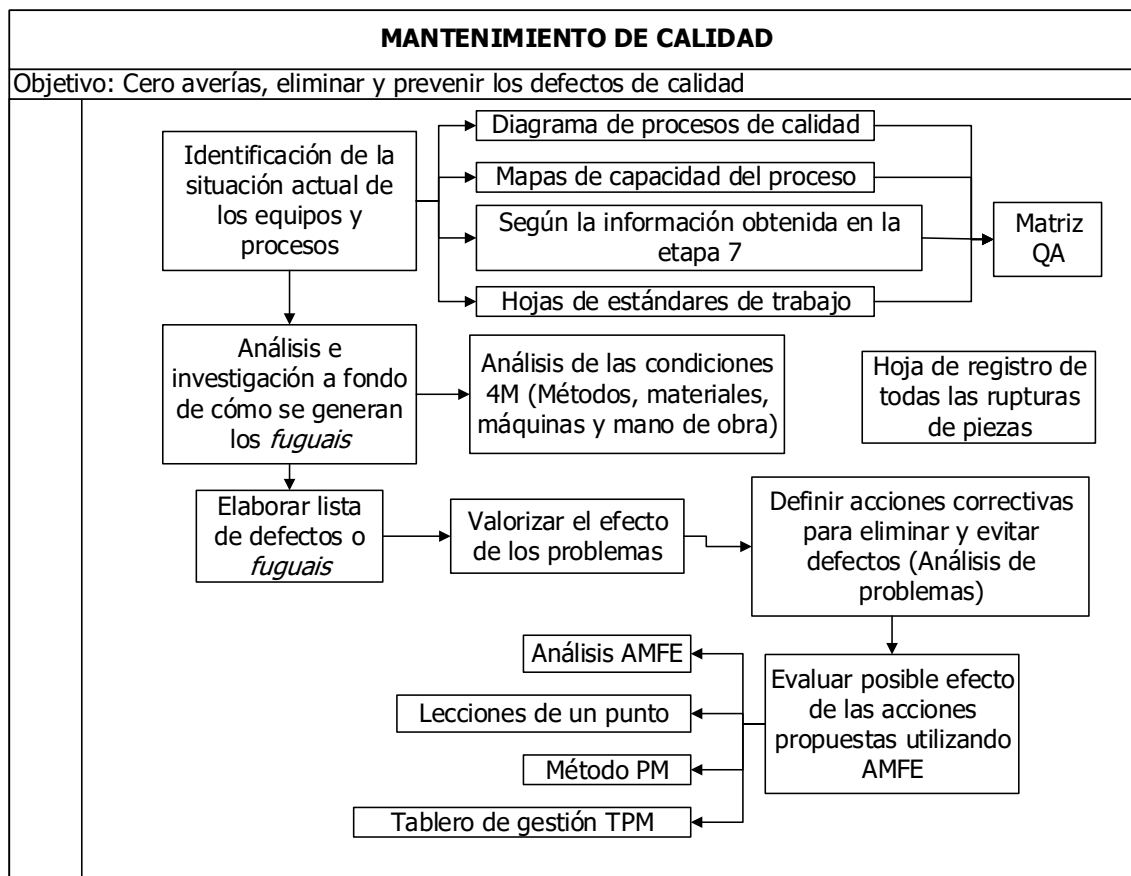 MANTENIMIENTO DE CALIDAD
Objetivo: Cero averías, eliminar y prevenir los defectos de calidad
Identificación de la
situación actual de
los equipos y
procesos
Diagrama de procesos de calidad
Mapas de capacidad del proceso
Según la información obtenida en la
etapa 7
Hojas de estándares de trabajo
Matriz
QA
Análisis e
investigación a fondo
de cómo se generan
los fuguais
Análisis de las condiciones
4M (Métodos, materiales,
máquinas y mano de obra)
Hoja de registro de
todas las rupturas
de piezas
Elaborar lista
de defectos o
fuguais
Valorizar el efecto
de los problemas
Definir acciones correctivas
para eliminar y evitar
defectos (Análisis de
problemas)
Evaluar posible efecto
de las acciones
propuestas utilizando
AMFE
Análisis AMFE
Lecciones de un punto
Método PM
Tablero de gestión TPM